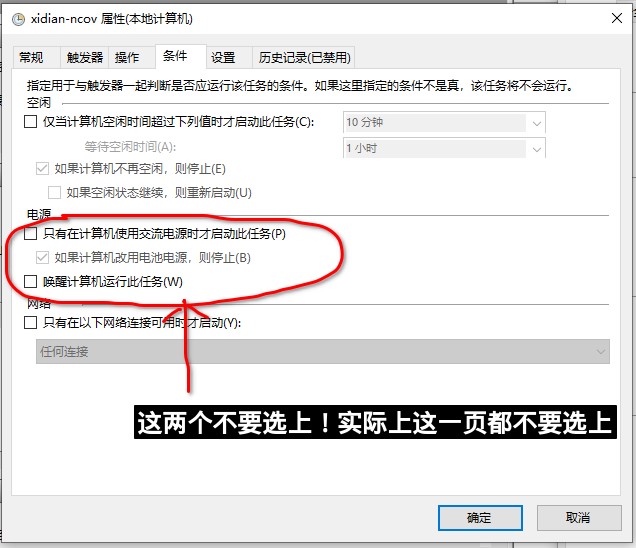 xidian-ncov 属性(本地计算机)
常规 触发器 操作 条件 设置 历史记录(已禁用)
指定用于与触发器一起判断是否应运行该任务的条件。如果这里指定的条件不是真，该任务将不会运行。
空闲
仅当计算机空闲时间超过下列值时才启动此任务(C): 10 分钟
等待空闲时间(A): 1 小时
如果计算机不再空闲，则停止(E)
如果空闲状态继续，则重新启动(U)
电源
只有在计算机使用交流电源时才启动此任务(P)
如果计算机改用电池电源，则停止(B)
唤醒计算机运行此任务(W)
网络
只有在以下网络连接可用时才启动(Y):
任何连接
这两个不要选上！实际上这一页都不要选上
确定 取消